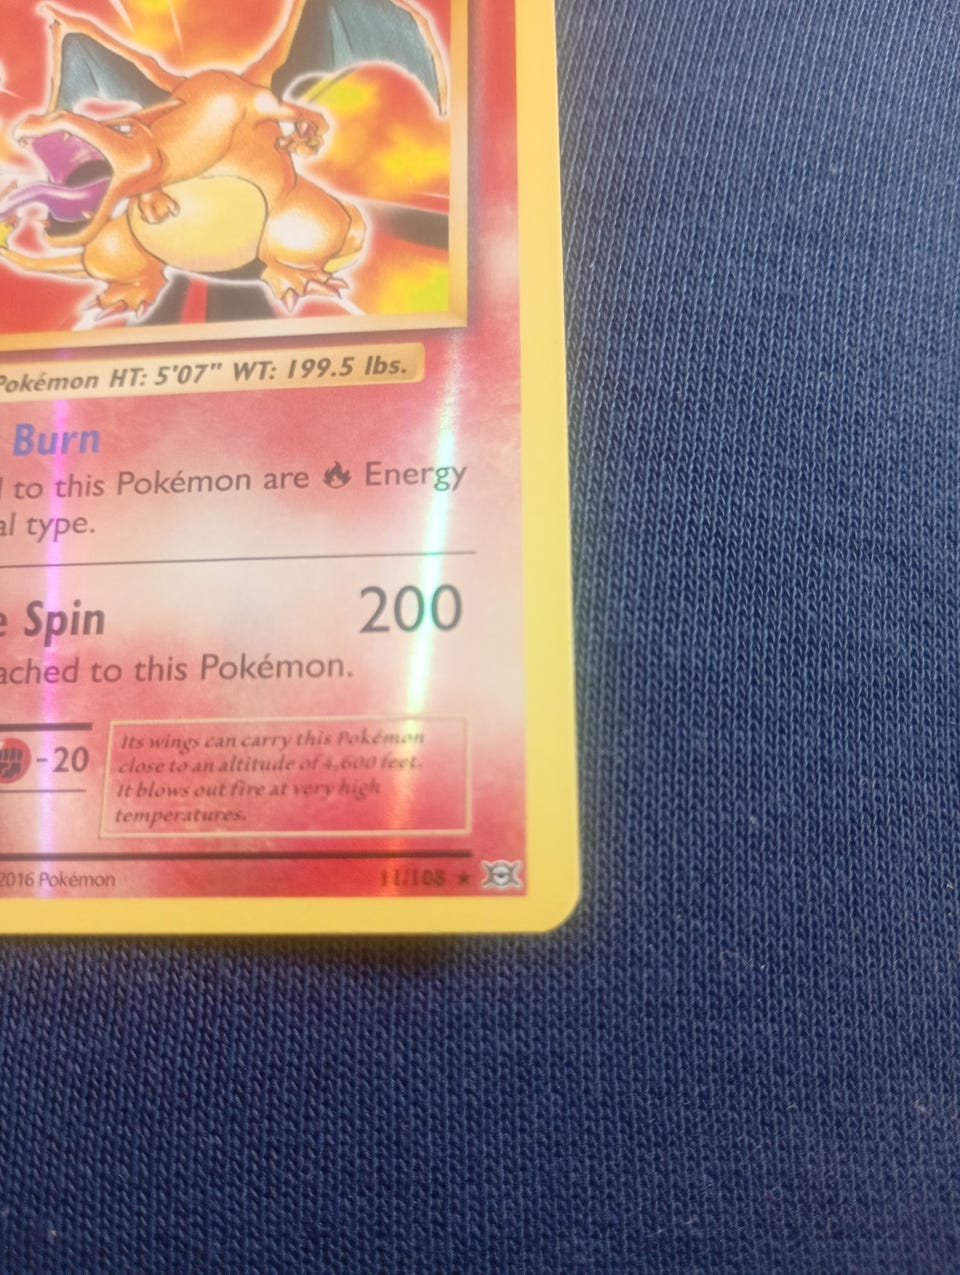 Pokémon HT: 5'07" WT: 199.5 lbs.
Burn
to this Pokémon are Energy
al type.
e Spin 200
ached to this Pokémon.
-20
Its wings can carry this Pokémon
close to an altitude of 4,600 feet.
It blows out fire at very high
temperatures.
2016 Pokémon 11/108